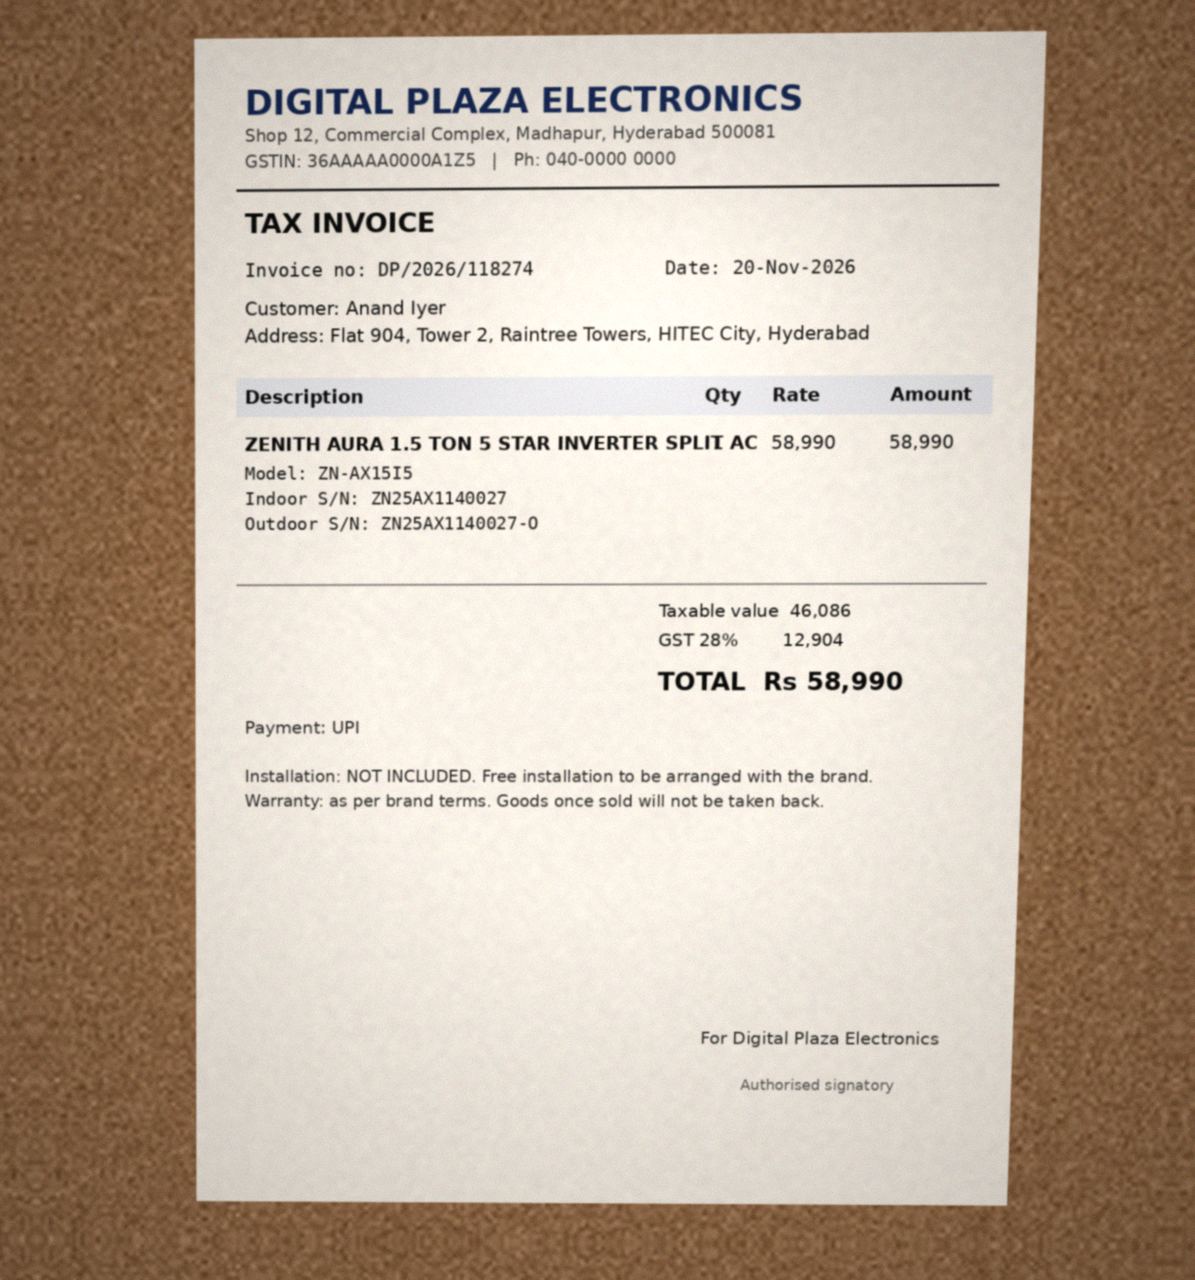 DIGITAL PLAZA ELECTRONICS
Shop 12, Commercial Complex, Madhapur, Hyderabad 500081
GSTIN: 36AAAAA0000A1Z5 | Ph: 040-0000 0000
TAX INVOICE
Invoice no: DP/2026/118274 Date: 20-Nov-2026
Customer: Anand Iyer
Address: Flat 904, Tower 2, Raintree Towers, HITEC City, Hyderabad
Description Qty Rate Amount
ZENITH AURA 1.5 TON 5 STAR INVERTER SPLIT AC 58,990 58,990
Model: ZN-AX15I5
Indoor S/N: ZN25AX1140027
Outdoor S/N: ZN25AX1140027-O
Taxable value 46,086
GST 28% 12,904
TOTAL Rs 58,990
Payment: UPI
Installation: NOT INCLUDED. Free installation to be arranged with the brand.
Warranty: as per brand terms. Goods once sold will not be taken back.
For Digital Plaza Electronics
Authorised signatory